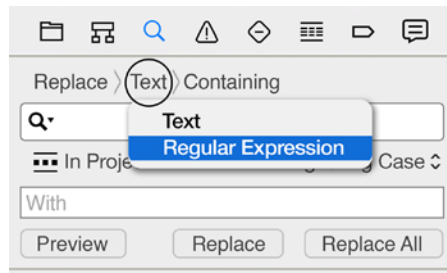 Replace 〉Text〉Containing
Text
In Proje
Regular Expression
Case
With
Preview Replace Replace All